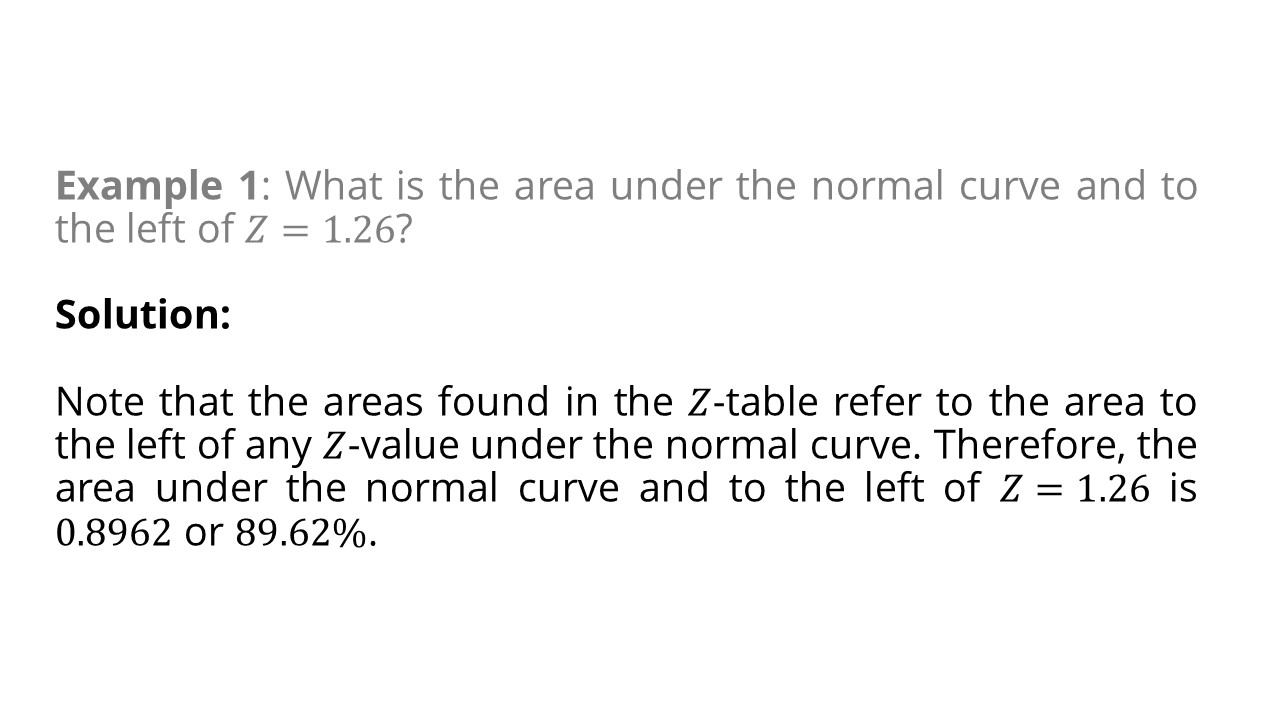 Example 1: What is the area under the normal curve and to
the left of Z = 1.26?
Solution:
Note that the areas found in the Z-table refer to the area to
the left of any Z-value under the normal curve. Therefore, the
area under the normal curve and to the left of Z = 1.26 is
0.8962 or 89.62%.